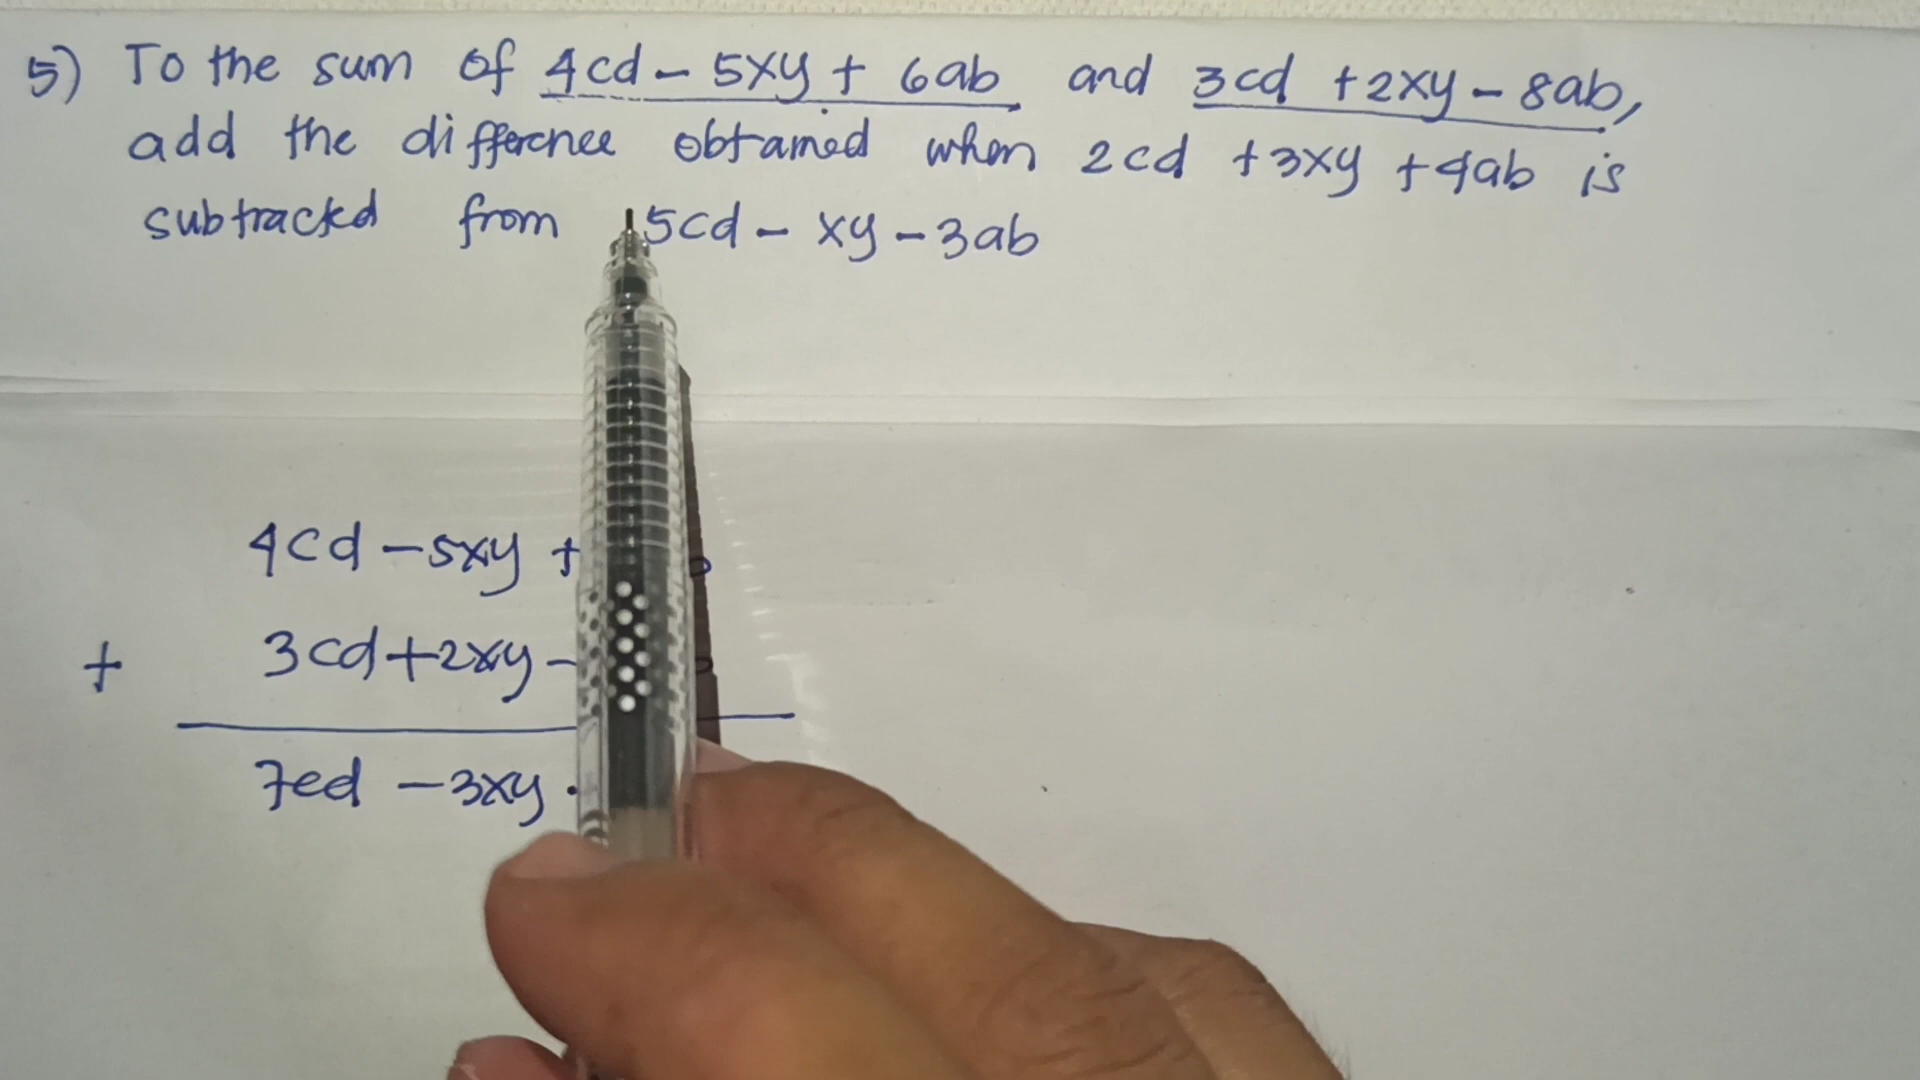 5) To the sum of 4cd - 5xy + 6ab and 3cd + 2xy - 8ab,
add the difference obtained when 2cd + 3xy + 4ab is
subtracted from 5cd - xy - 3ab
4cd - 5xy +
+ 3cd + 2xy -
7cd - 3xy